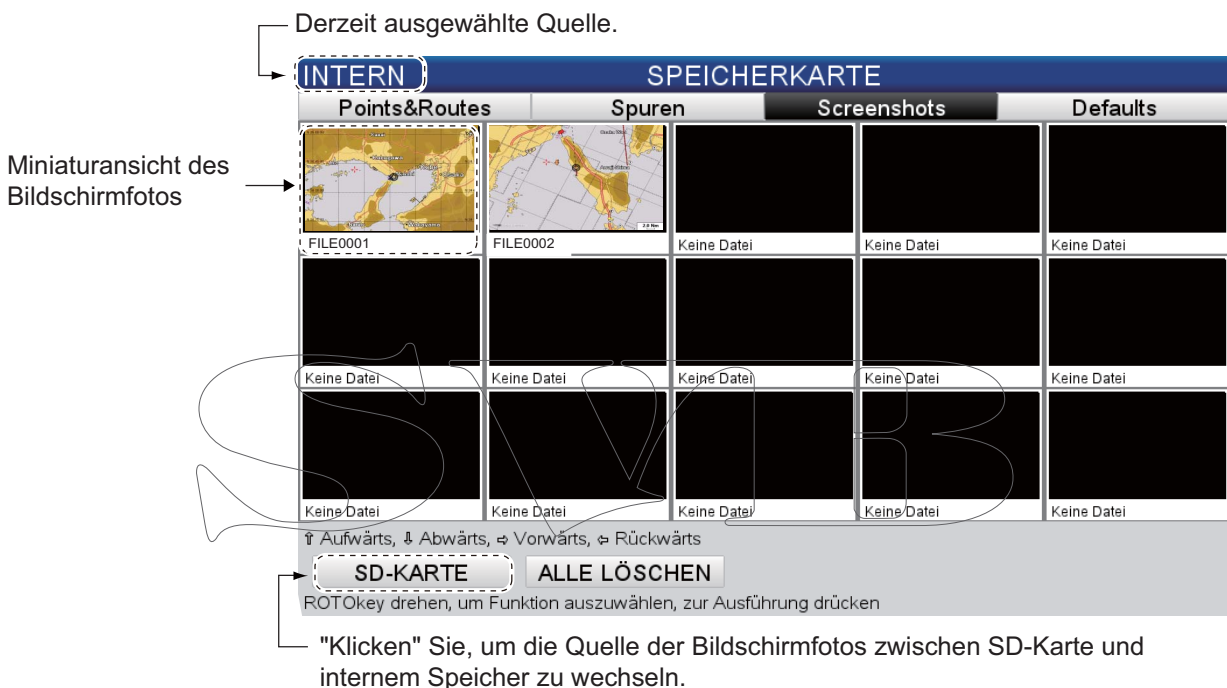 Derzeit ausgewählte Quelle.
INTERN SPEICHERKARTE
Points&Routes Spuren Screenshots Defaults
Miniaturansicht des
Bildschirmfotos
FILE0001 FILE0002 Keine Datei Keine Datei Keine Datei
Keine Datei Keine Datei Keine Datei Keine Datei Keine Datei
Keine Datei Keine Datei Keine Datei Keine Datei Keine Datei
⇧ Aufwärts, ⇩ Abwärts, ⇨ Vorwärts, ⇦ Rückwärts
SD-KARTE ALLE LÖSCHEN
ROTOkey drehen, um Funktion auszuwählen, zur Ausführung drücken
"Klicken" Sie, um die Quelle der Bildschirmfotos zwischen SD-Karte und
internem Speicher zu wechseln.
SVB